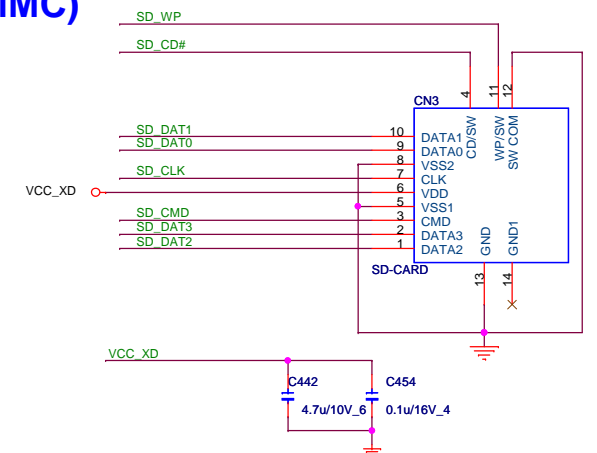 MMC)
SD_WP
SD_CD#
4
11
12
CN3
CD/SW
WP/SW
SW COM
SD_DAT1
10
DATA1
SD_DAT0
9
DATA0
8
VSS2
SD_CLK
7
CLK
VCC_XD
6
VDD
5
VSS1
SD_CMD
3
CMD
SD_DAT3
2
DATA3
SD_DAT2
1
DATA2
GND
GND1
SD-CARD
13
14
VCC_XD
C442
C454
4.7u/10V_6
0.1u/16V_4